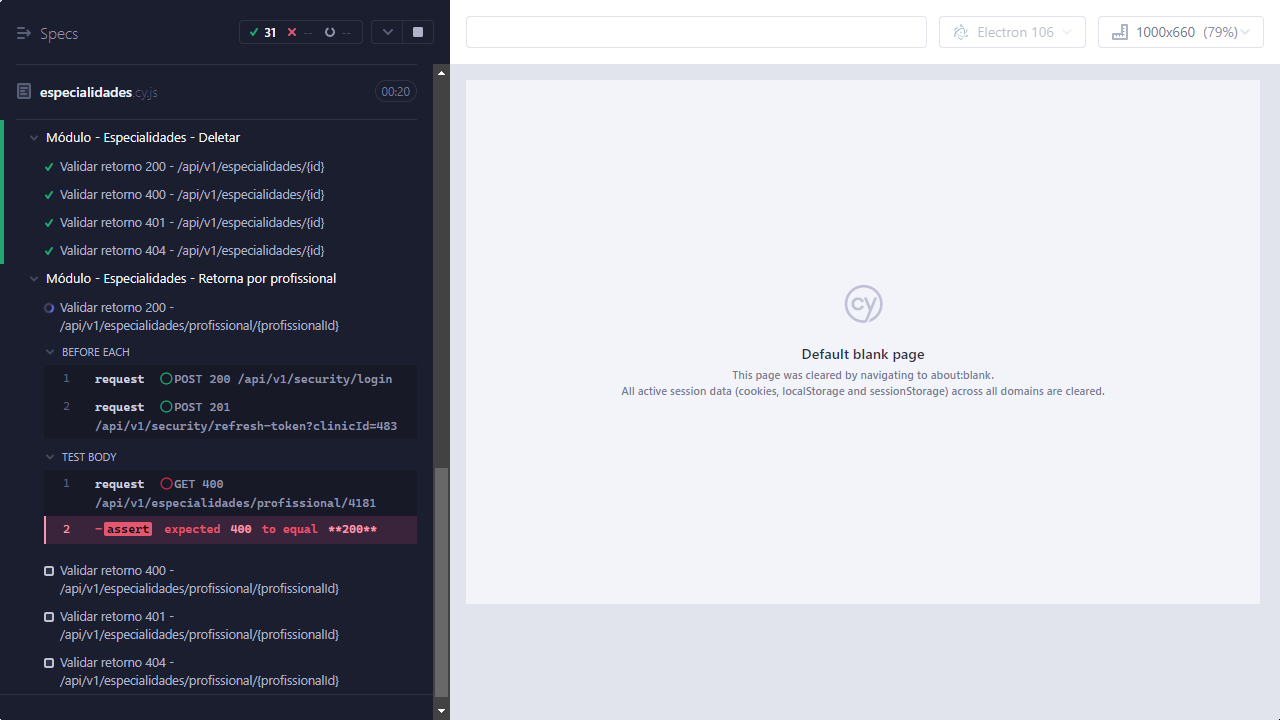 Specs
31
--
--
Electron 106
1000x660 (79%)
especialidades.cy.js
00:20
Módulo - Especialidades - Deletar
Validar retorno 200 - /api/v1/especialidades/{id}
Validar retorno 400 - /api/v1/especialidades/{id}
Validar retorno 401 - /api/v1/especialidades/{id}
Validar retorno 404 - /api/v1/especialidades/{id}
Módulo - Especialidades - Retorna por profissional
Validar retorno 200 -
/api/v1/especialidades/profissional/{profissionalId}
BEFORE EACH
1 request POST 200 /api/v1/security/login
2 request POST 201
/api/v1/security/refresh-token?clinicId=483
TEST BODY
1 request GET 400
/api/v1/especialidades/profissional/4181
2 -assert expected 400 to equal **200**
Validar retorno 400 -
/api/v1/especialidades/profissional/{profissionalId}
Validar retorno 401 -
/api/v1/especialidades/profissional/{profissionalId}
Validar retorno 404 -
/api/v1/especialidades/profissional/{profissionalId}
cy
Default blank page
This page was cleared by navigating to about:blank.
All active session data (cookies, localStorage and sessionStorage) across all domains are cleared.